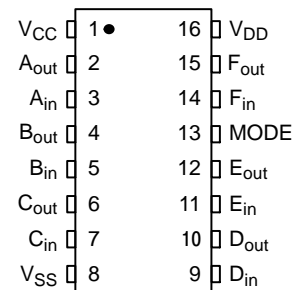 VCC 1 16 VDD
Aout 2 15 Fout
Ain 3 14 Fin
Bout 4 13 MODE
Bin 5 12 Eout
Cout 6 11 Ein
Cin 7 10 Dout
VSS 8 9 Din